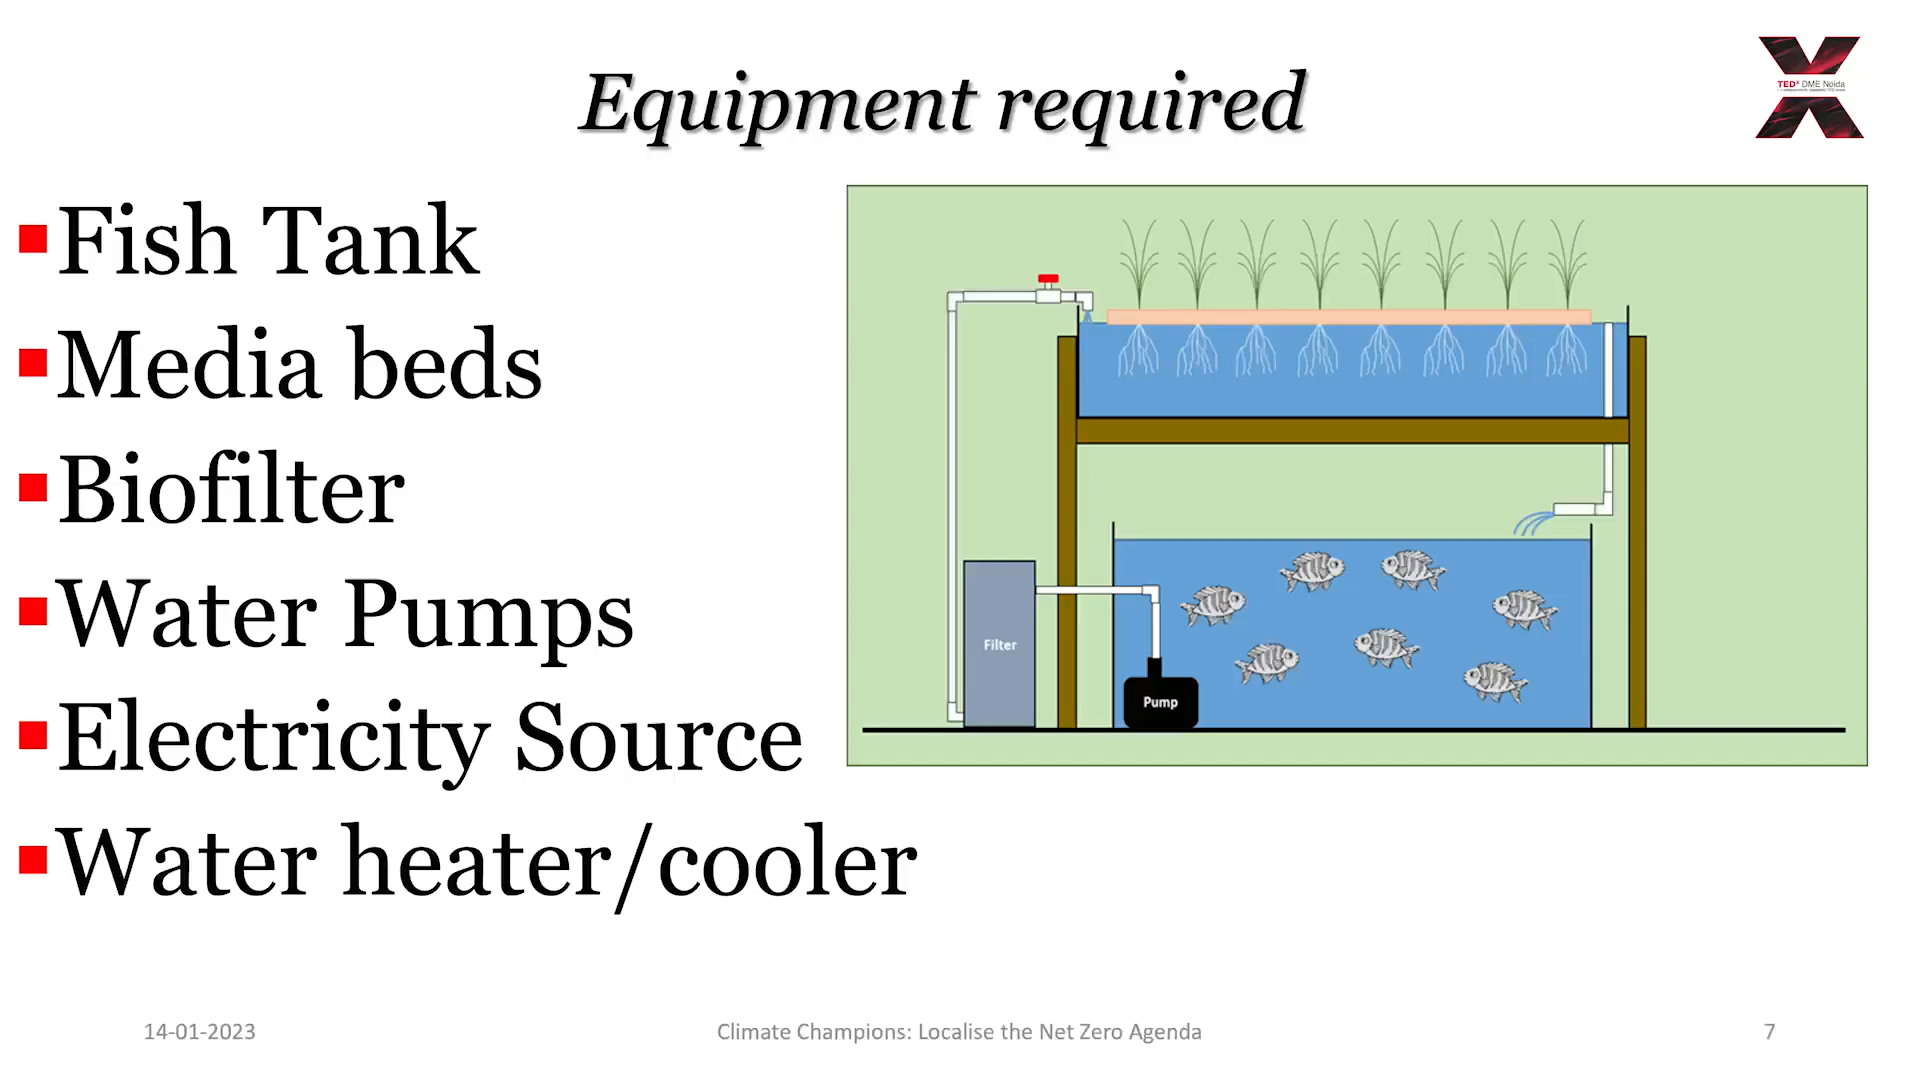 Equipment required
TEDx DME Noida
▪Fish Tank
▪Media beds
▪Biofilter
▪Water Pumps
▪Electricity Source
▪Water heater/cooler
Filter
Pump
14-01-2023
Climate Champions: Localise the Net Zero Agenda
7